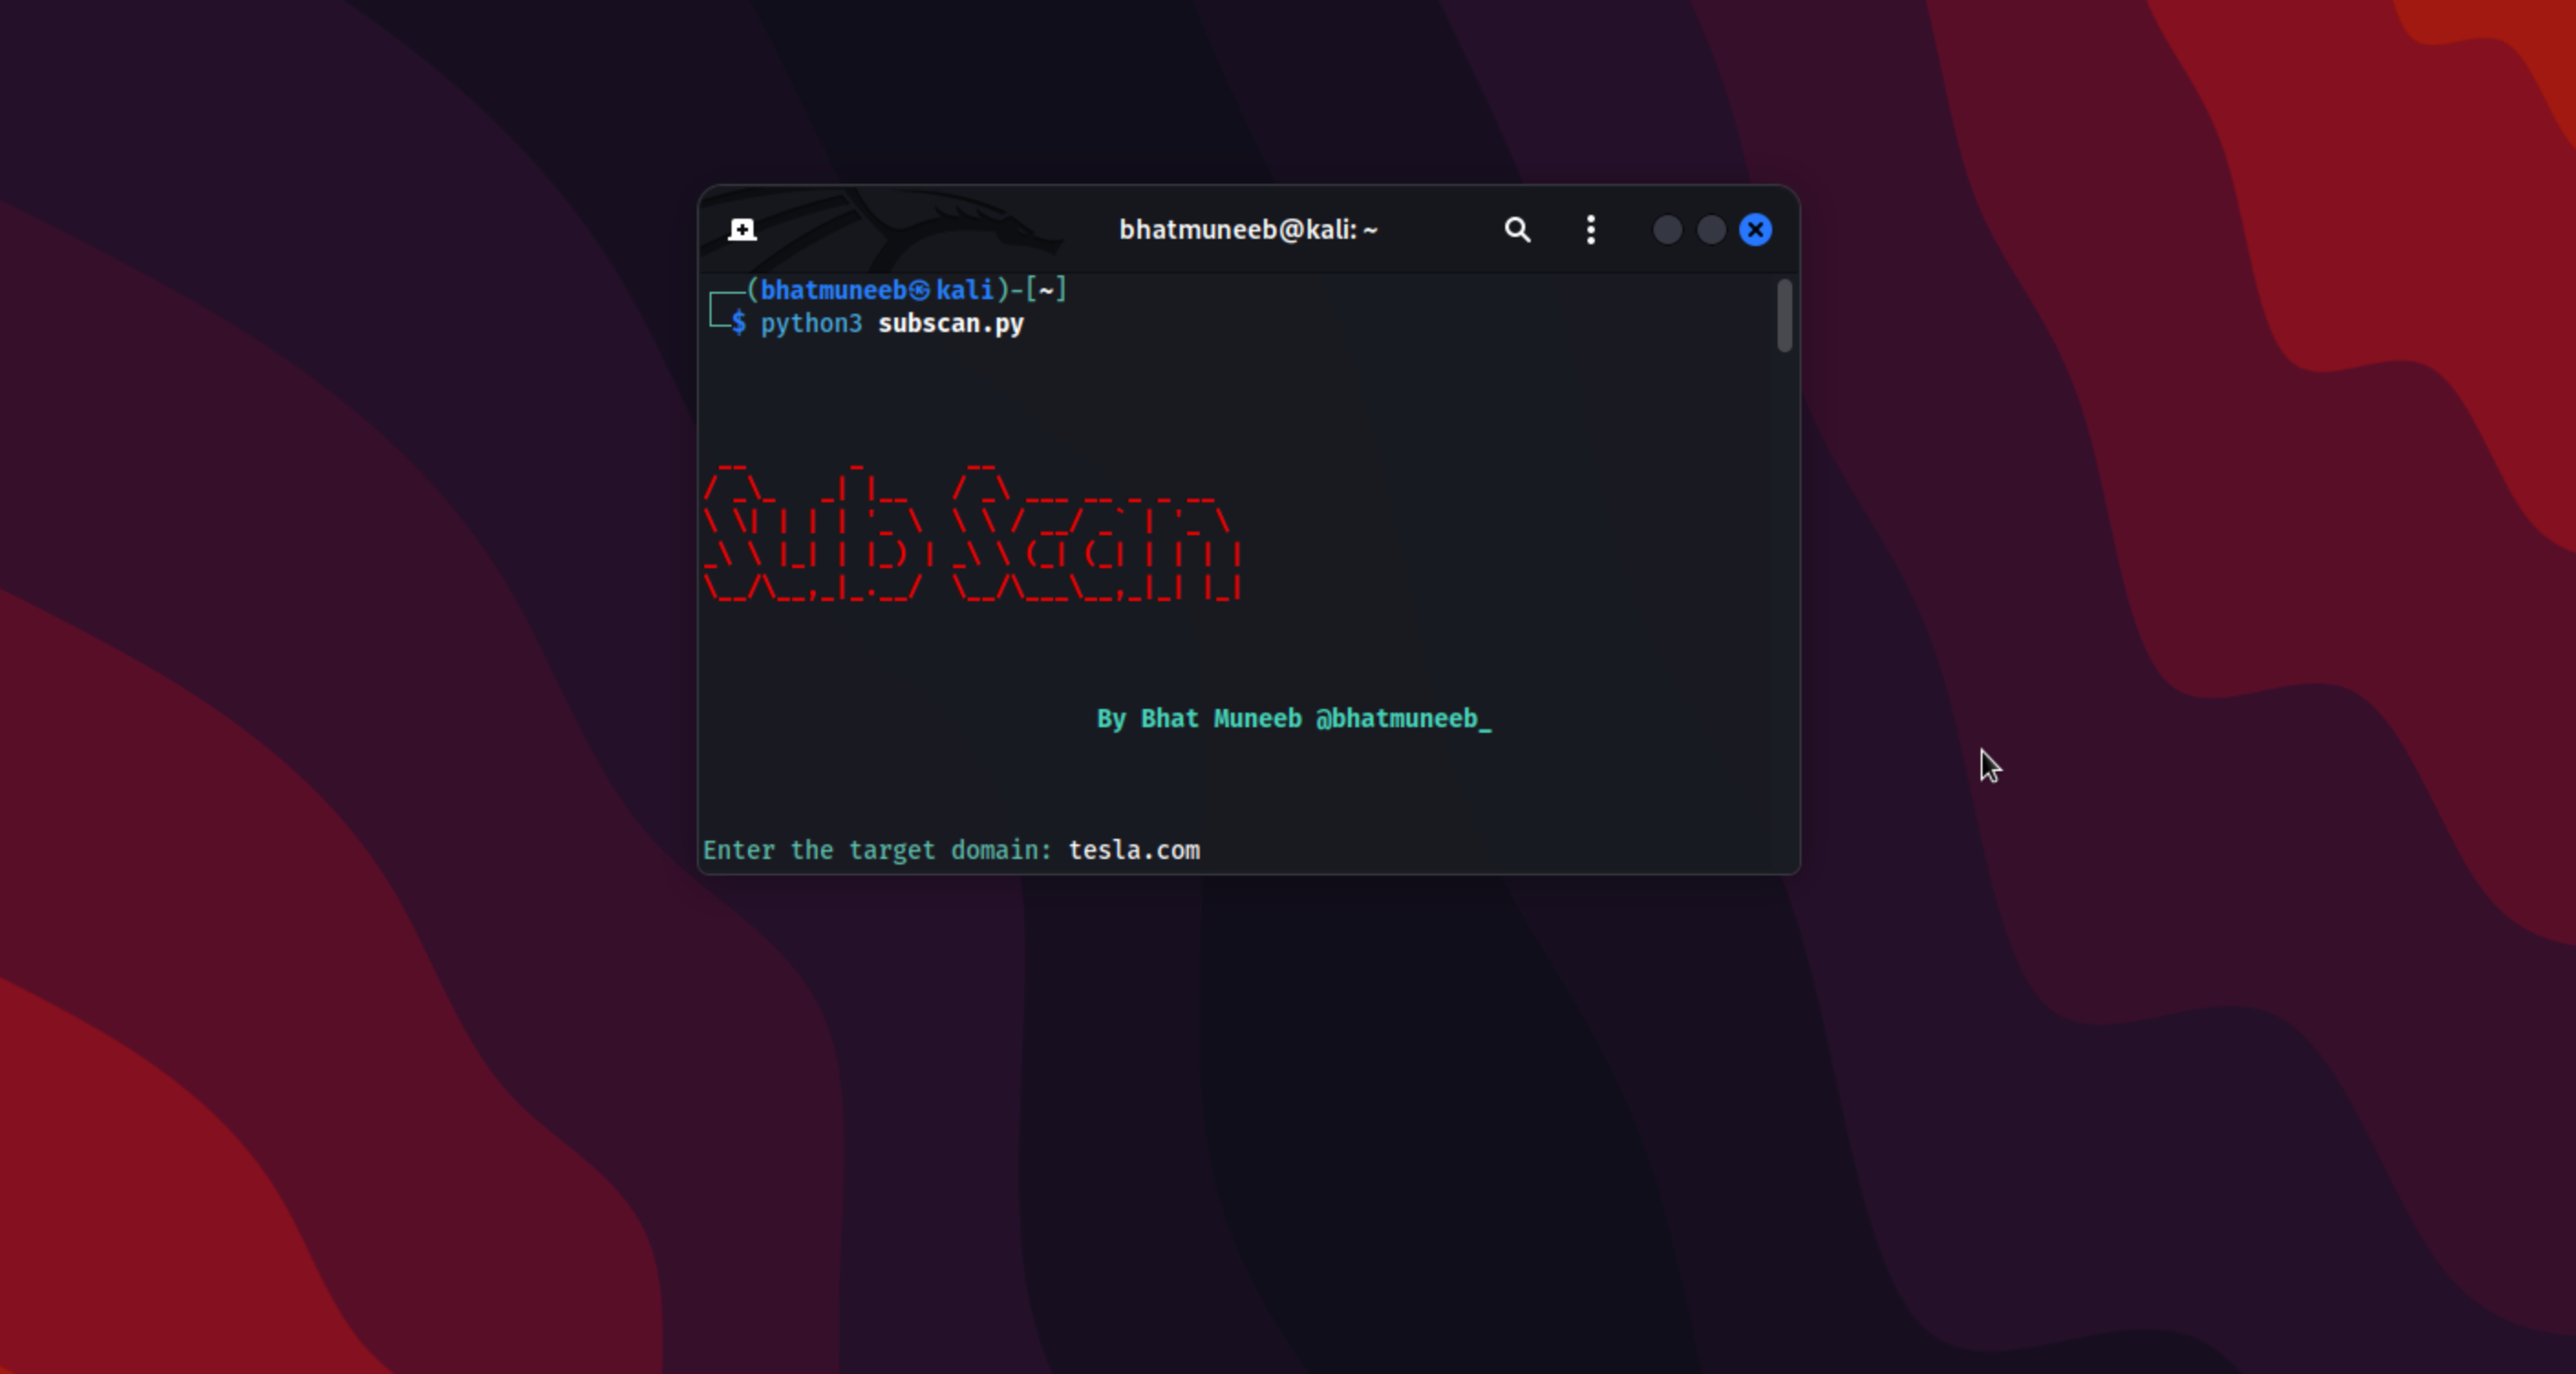 bhatmuneeb@kali: ~
┌──(bhatmuneeb㉿kali)-[~]
└─$ python3 subscan.py
Sub Scan
By Bhat Muneeb @bhatmuneeb_
Enter the target domain: tesla.com